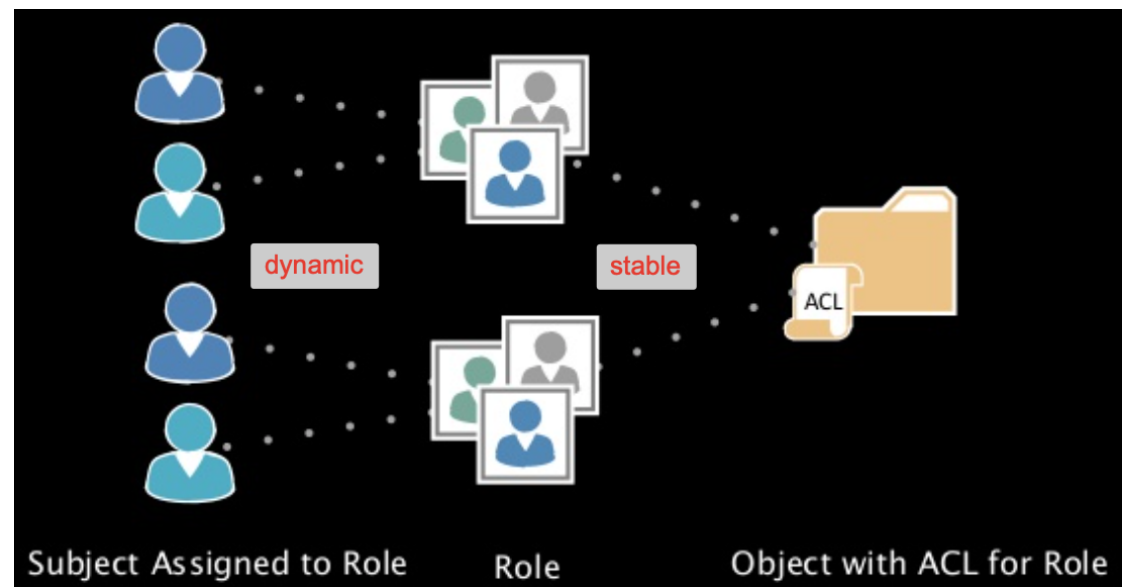 dynamic
stable
ACL
Subject Assigned to Role
Role
Object with ACL for Role